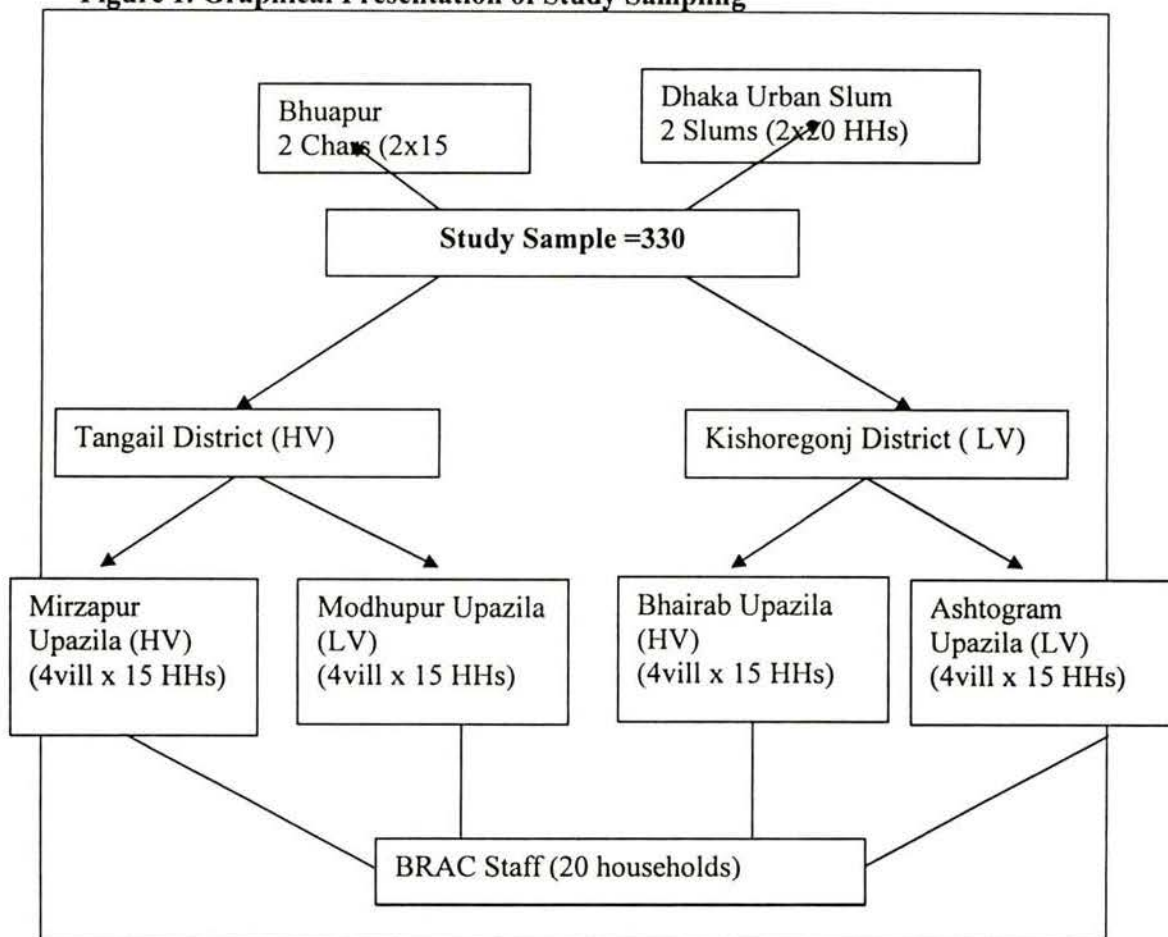 Figure 1. Graphical Presentation of Study Sampling
Bhuapur
2 Chars (2x15
Dhaka Urban Slum
2 Slums (2x20 HHs)
Study Sample =330
Tangail District (HV)
Kishoregonj District ( LV)
Mirzapur
Upazila (HV)
(4vill x 15 HHs)
Modhupur Upazila
(LV)
(4vill x 15 HHs)
Bhairab Upazila
(HV)
(4vill x 15 HHs)
Ashtogram
Upazila (LV)
(4vill x 15 HHs)
BRAC Staff (20 households)